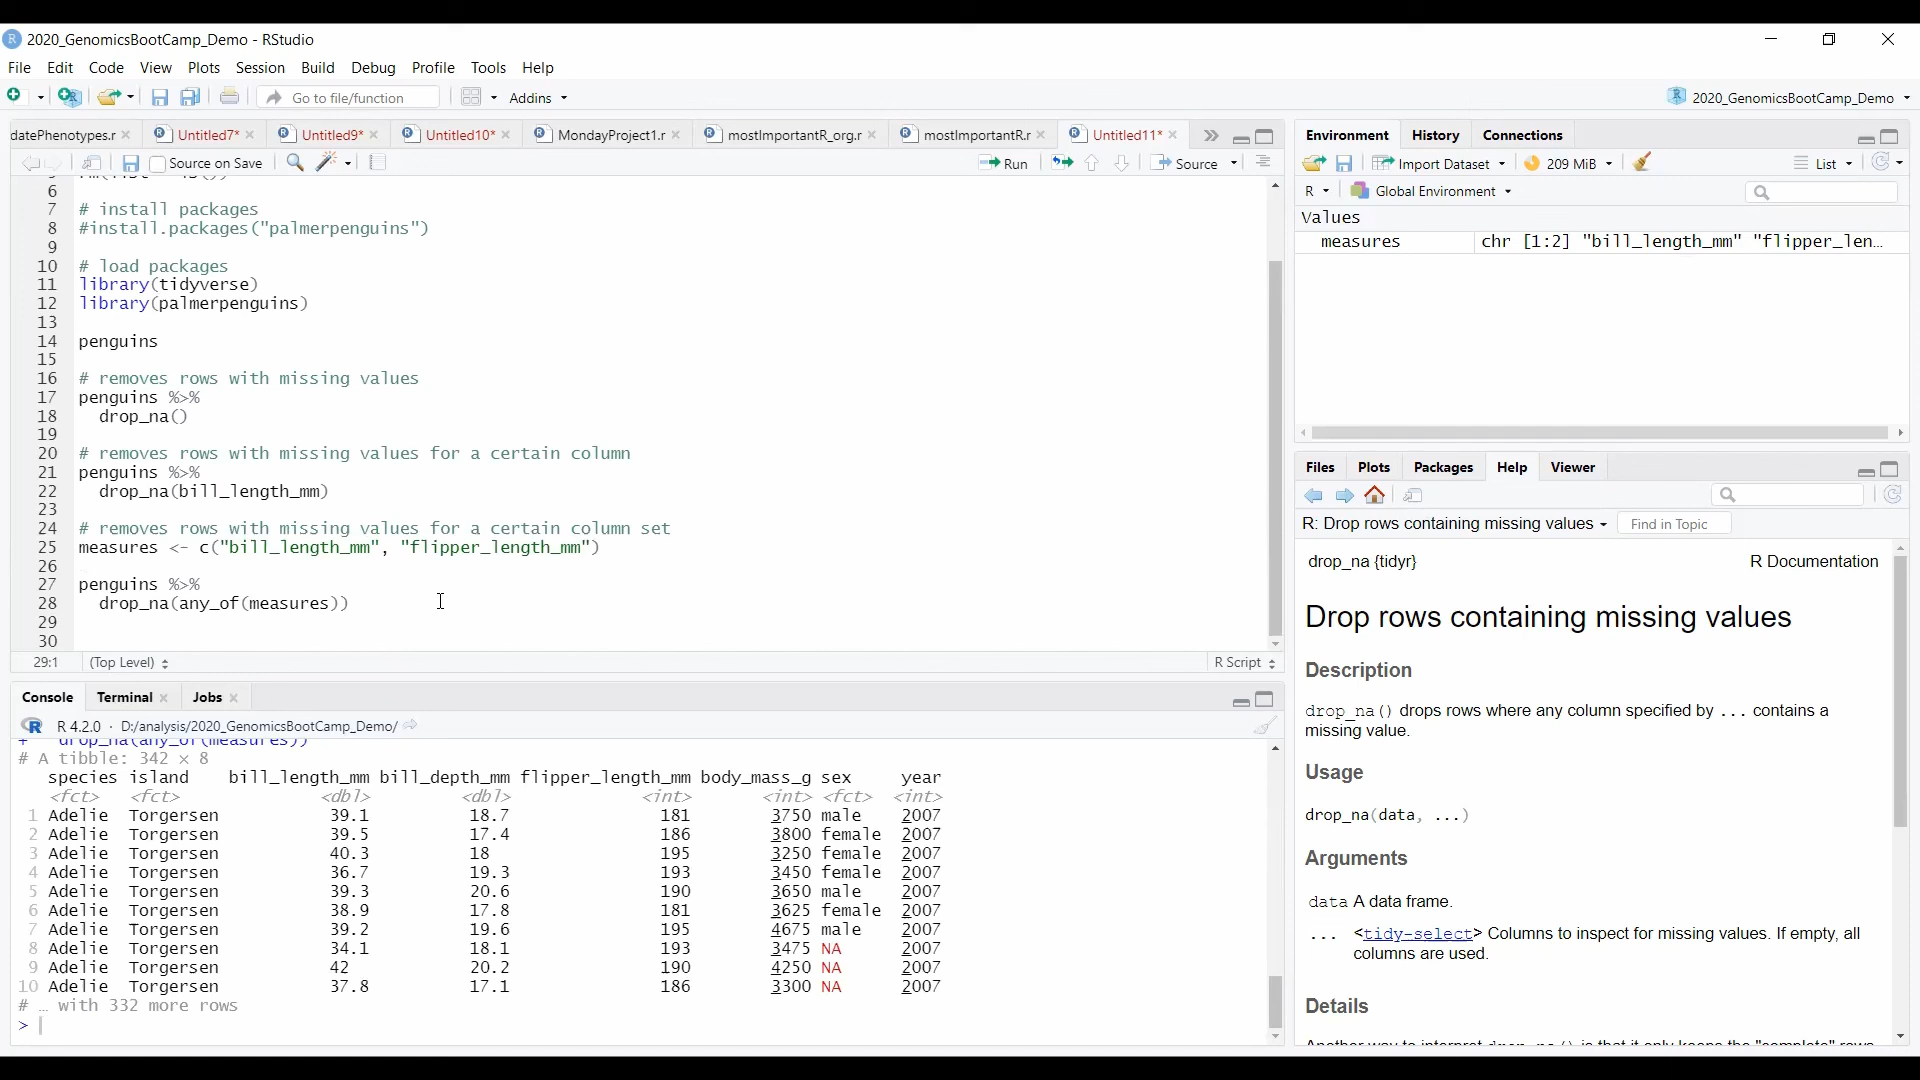 2020_GenomicsBootCamp_Demo - RStudio
File Edit Code View Plots Session Build Debug Profile Tools Help
Go to file/function Addins 2020_GenomicsBootCamp_Demo
datePhenotypes.r Untitled7* Untitled9* Untitled10* MondayProject1.r mostImportantR_org.r mostImportantR.r Untitled11*
Source on Save Run Source
6
7 # install packages
8 #install.packages("palmerpenguins")
9
10 # load packages
11 library(tidyverse)
12 library(palmerpenguins)
13
14 penguins
15
16 # removes rows with missing values
17 penguins %>%
18 drop_na()
19
20 # removes rows with missing values for a certain column
21 penguins %>%
22 drop_na(bill_length_mm)
23
24 # removes rows with missing values for a certain column set
25 measures <- c("bill_length_mm", "flipper_length_mm")
26
27 penguins %>%
28 drop_na(any_of(measures))
29
30
29:1 (Top Level) R Script
Console Terminal Jobs
R 4.2.0 · D:/analysis/2020_GenomicsBootCamp_Demo/
+ drop_na(any_of(measures))
# A tibble: 342 × 8
species island bill_length_mm bill_depth_mm flipper_length_mm body_mass_g sex year
<fct> <fct> <dbl> <dbl> <int> <int> <fct> <int>
1 Adelie Torgersen 39.1 18.7 181 3750 male 2007
2 Adelie Torgersen 39.5 17.4 186 3800 female 2007
3 Adelie Torgersen 40.3 18 195 3250 female 2007
4 Adelie Torgersen 36.7 19.3 193 3450 female 2007
5 Adelie Torgersen 39.3 20.6 190 3650 male 2007
6 Adelie Torgersen 38.9 17.8 181 3625 female 2007
7 Adelie Torgersen 39.2 19.6 195 4675 male 2007
8 Adelie Torgersen 34.1 18.1 193 3475 NA 2007
9 Adelie Torgersen 42 20.2 190 4250 NA 2007
10 Adelie Torgersen 37.8 17.1 186 3300 NA 2007
# … with 332 more rows
>
Environment History Connections
Import Dataset 209 MiB List
R Global Environment
Values
measures chr [1:2] "bill_length_mm" "flipper_len…
Files Plots Packages Help Viewer
R: Drop rows containing missing values Find in Topic
drop_na {tidyr} R Documentation
Drop rows containing missing values
Description
drop_na() drops rows where any column specified by ... contains a
missing value.
Usage
drop_na(data, ...)
Arguments
data A data frame.
... <tidy-select> Columns to inspect for missing values. If empty, all
columns are used.
Details
Another way to interpret drop_na() is that it only keeps the "complete" rows